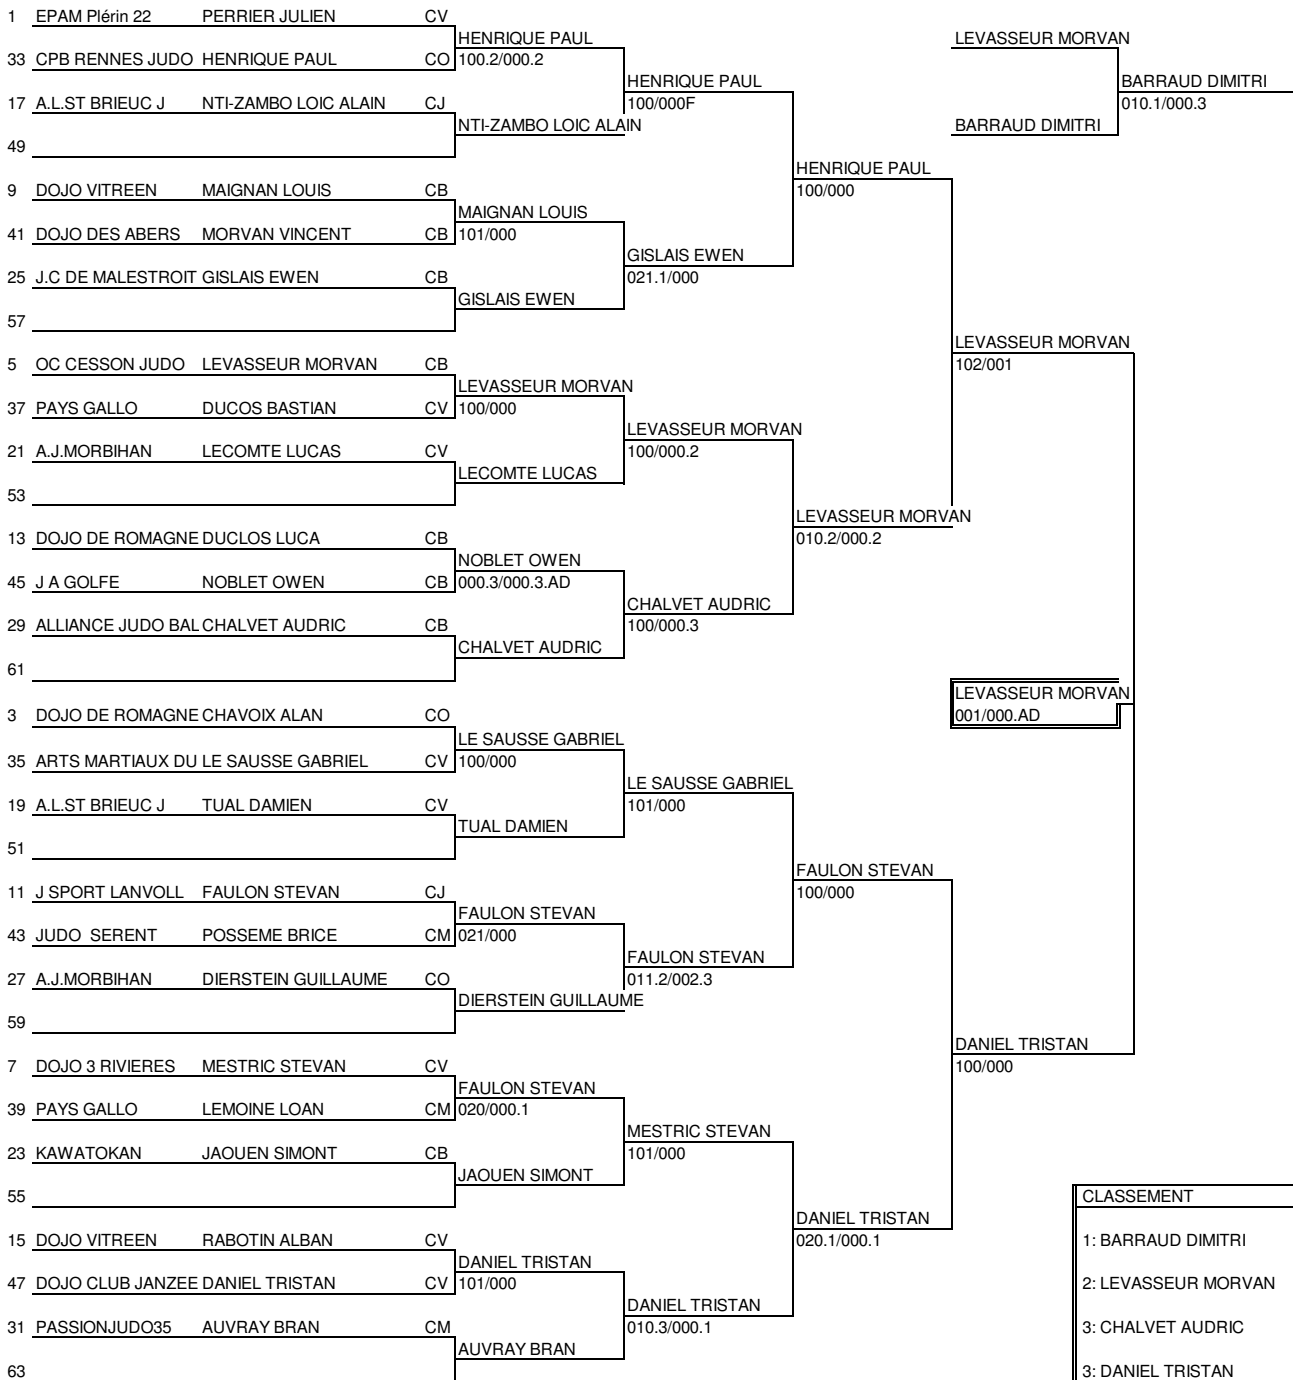 1 EPAM Plérin 22 PERRIER JULIEN CV
HENRIQUE PAUL LEVASSEUR MORVAN
33 CPB RENNES JUDO HENRIQUE PAUL CO 100.2/000.2
HENRIQUE PAUL BARRAUD DIMITRI
17 A.L.ST BRIEUC J NTI-ZAMBO LOIC ALAIN CJ 100/000F 010.1/000.3
NTI-ZAMBO LOIC ALAIN BARRAUD DIMITRI
49
HENRIQUE PAUL
9 DOJO VITREEN MAIGNAN LOUIS CB 100/000
MAIGNAN LOUIS
41 DOJO DES ABERS MORVAN VINCENT CB 101/000
GISLAIS EWEN
25 J.C DE MALESTROIT GISLAIS EWEN CB 021.1/000
GISLAIS EWEN
57
LEVASSEUR MORVAN
5 OC CESSON JUDO LEVASSEUR MORVAN CB 102/001
LEVASSEUR MORVAN
37 PAYS GALLO DUCOS BASTIAN CV 100/000
LEVASSEUR MORVAN
21 A.J.MORBIHAN LECOMTE LUCAS CV 100/000.2
LECOMTE LUCAS
53
LEVASSEUR MORVAN
13 DOJO DE ROMAGNE DUCLOS LUCA CB 010.2/000.2
NOBLET OWEN
45 J A GOLFE NOBLET OWEN CB 000.3/000.3.AD
CHALVET AUDRIC
29 ALLIANCE JUDO BAL CHALVET AUDRIC CB 100/000.3
CHALVET AUDRIC
61
LEVASSEUR MORVAN
3 DOJO DE ROMAGNE CHAVOIX ALAN CO 001/000.AD
LE SAUSSE GABRIEL
35 ARTS MARTIAUX DU LE SAUSSE GABRIEL CV 100/000
LE SAUSSE GABRIEL
19 A.L.ST BRIEUC J TUAL DAMIEN CV 101/000
TUAL DAMIEN
51
FAULON STEVAN
11 J SPORT LANVOLL FAULON STEVAN CJ 100/000
FAULON STEVAN
43 JUDO SERENT POSSEME BRICE CM 021/000
FAULON STEVAN
27 A.J.MORBIHAN DIERSTEIN GUILLAUME CO 011.2/002.3
DIERSTEIN GUILLAUME
59
DANIEL TRISTAN
7 DOJO 3 RIVIERES MESTRIC STEVAN CV 100/000
FAULON STEVAN
39 PAYS GALLO LEMOINE LOAN CM 020/000.1
MESTRIC STEVAN
23 KAWATOKAN JAOUEN SIMONT CB 101/000
JAOUEN SIMONT
55 CLASSEMENT
DANIEL TRISTAN
15 DOJO VITREEN RABOTIN ALBAN CV 020.1/000.1 1: BARRAUD DIMITRI
DANIEL TRISTAN
47 DOJO CLUB JANZEE DANIEL TRISTAN CV 101/000 2: LEVASSEUR MORVAN
DANIEL TRISTAN
31 PASSIONJUDO35 AUVRAY BRAN CM 010.3/000.1 3: CHALVET AUDRIC
AUVRAY BRAN
63 3: DANIEL TRISTAN